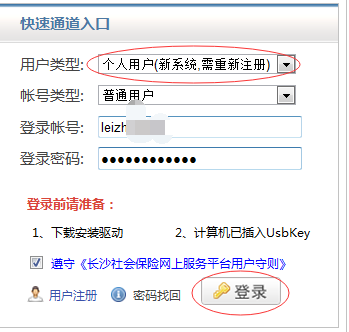 快速通道入口
用户类型: 个人用户(新系统,需重新注册)
帐号类型: 普通用户
登录帐号: leizh
登录密码: ●●●●●●●●●●●●
登录前请准备：
1、下载安装驱动 2、计算机已插入UsbKey
遵守《长沙社会保险网上服务平台用户守则》
用户注册 密码找回 登录